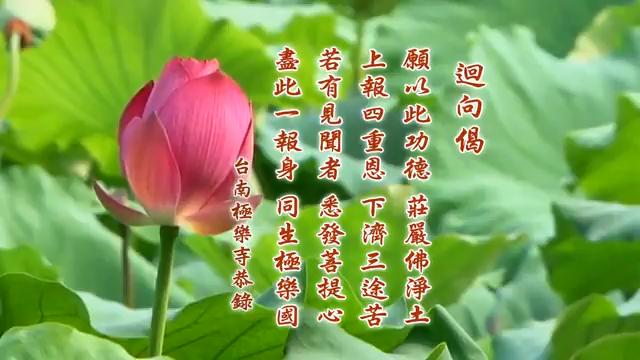 迴向偈
願以此功德 莊嚴佛淨土
上報四重恩 下濟三途苦
若有見聞者 悉發菩提心
盡此一報身 同生極樂國
台南極樂寺恭錄